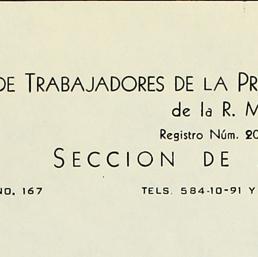 DE TRABAJADORES DE LA PR
de la R. M
Registro Núm. 20
SECCION DE
NO. 167 TELS. 584-10-91 Y